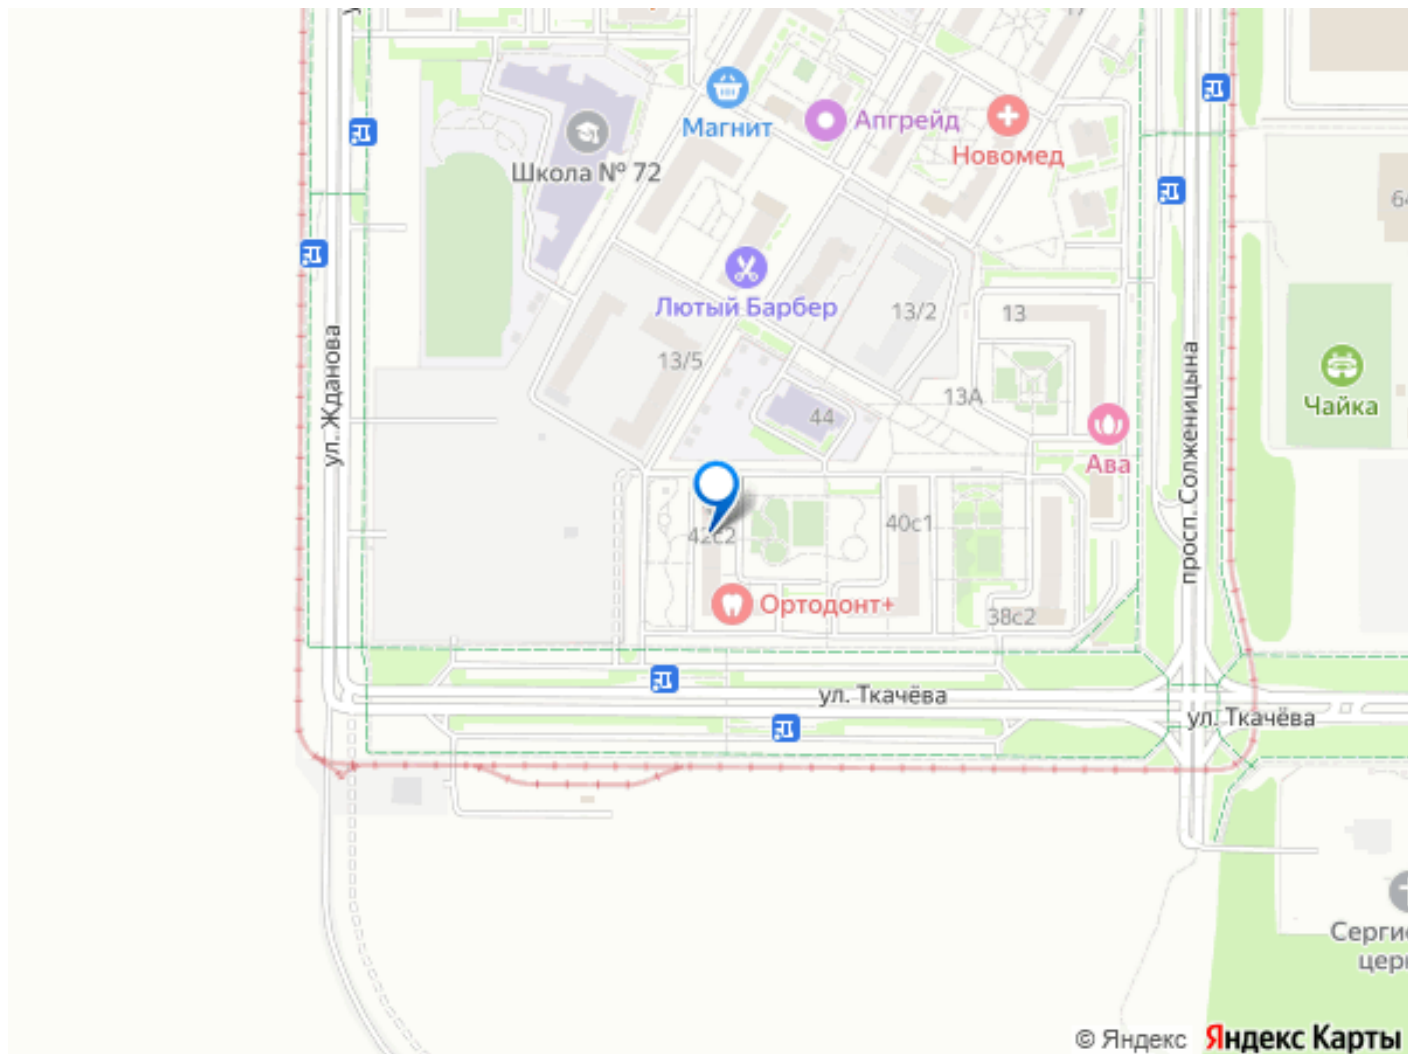 17
Магнит
Апгрейд
Новомед
Школа № 72
Лютый Барбер
13/2
13
13/5
13А
44
Чайка
Ава
ул. Жданова
просп. Солженицына
42с2
40с1
Ортодонт+
38с2
ул. Ткачёва
ул. Ткачёва
© Яндекс
Яндекс Карты